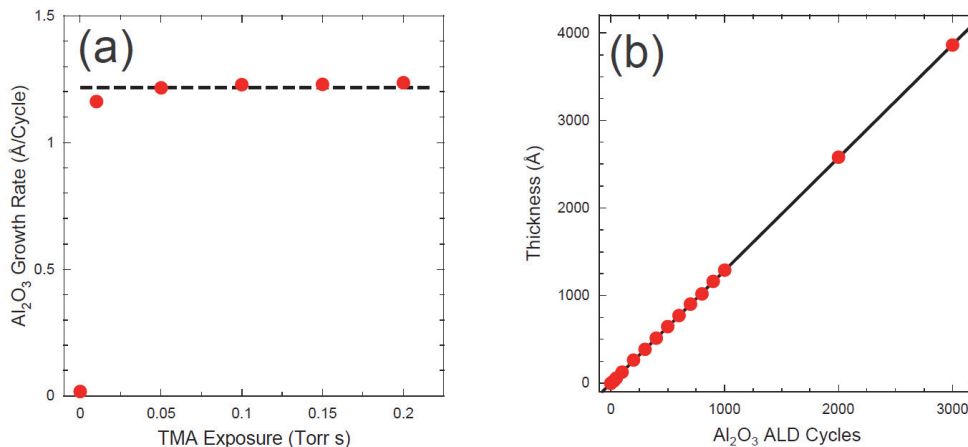 (a)
1.5
1
0.5
0
Al₂O₃ Growth Rate (Å/Cycle)
0 0.05 0.1 0.15 0.2
TMA Exposure (Torr s)
(b)
4000
3000
2000
1000
0
Thickness (Å)
0 1000 2000 3000
Al₂O₃ ALD Cycles